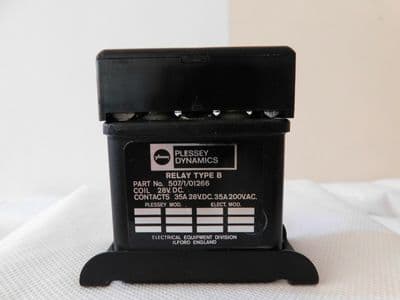 PLESSEY
DYNAMICS
RELAY TYPE B
PART No. 507/1/01266
COIL 28V. DC.
CONTACTS 35A 28V.DC. 35A 200V.AC.
PLESSEY MOD. ELECT. MOD.
ELECTRICAL EQUIPMENT DIVISION
ILFORD ENGLAND